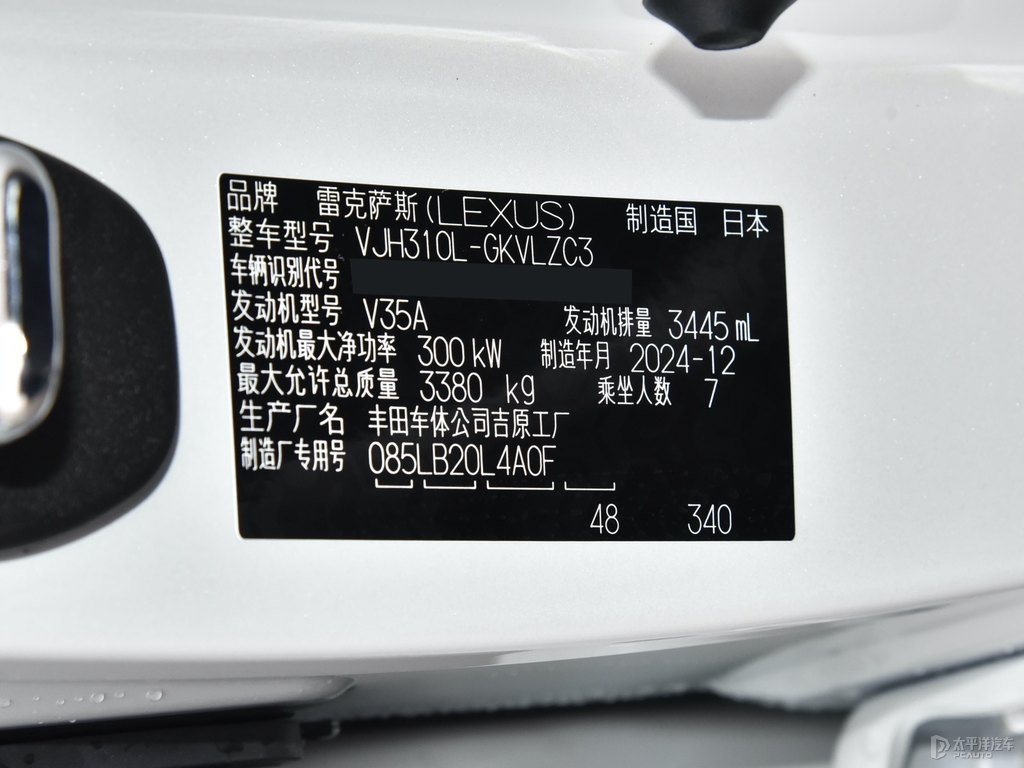 品牌 雷克萨斯(LEXUS) 制造国 日本
整车型号 VJH310L-GKVLZC3
车辆识别代号
发动机型号 V35A 发动机排量 3445 mL
发动机最大净功率 300 kW 制造年月 2024-12
最大允许总质量 3380 kg 乘坐人数 7
生产厂名 丰田车体公司吉原工厂
制造厂专用号 085LB20L4A0F
48 340
太平洋汽车
PCAUTO